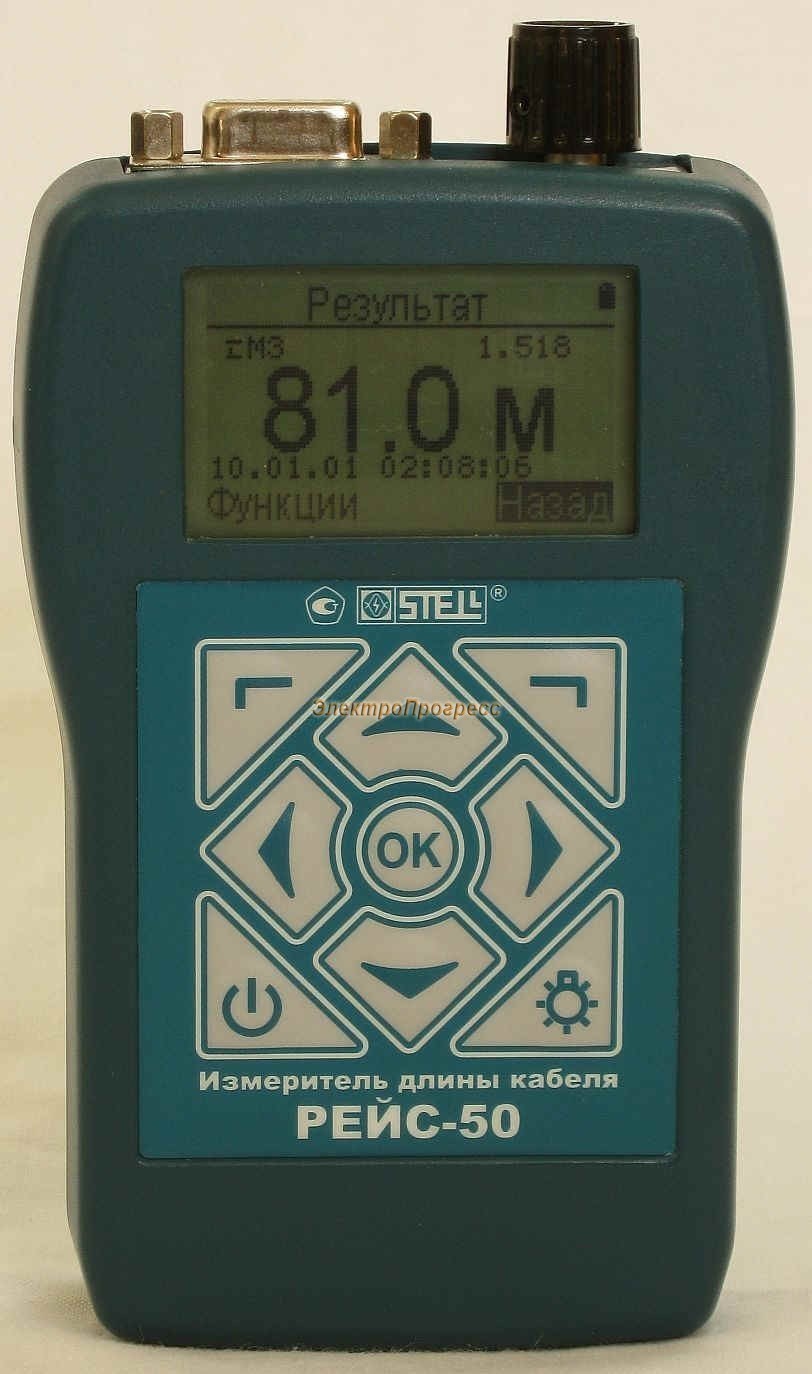 Результат
IМЗ 1.518
81.0 м
10.01.01 02:08:06
Функции Назад
STELL®
ЭлектроПрогресс
OK
Измеритель длины кабеля
РЕЙС-50